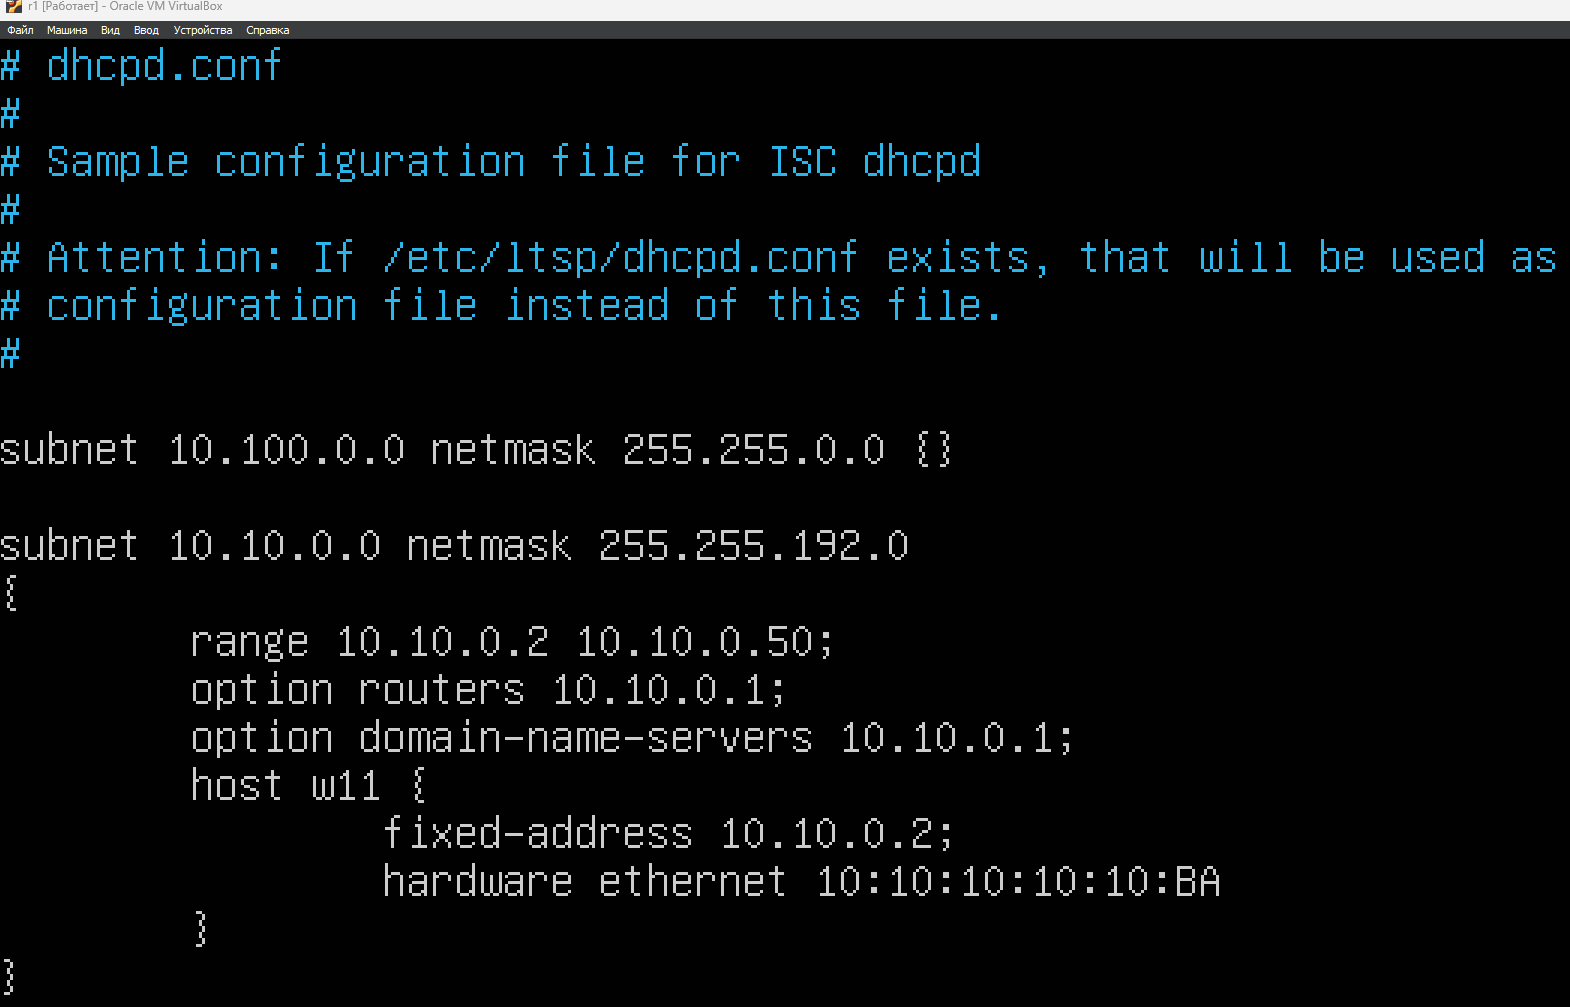 r1 [Работает] - Oracle VM VirtualBox
Файл Машина Вид Ввод Устройства Справка
# dhcpd.conf
#
# Sample configuration file for ISC dhcpd
#
# Attention: If /etc/ltsp/dhcpd.conf exists, that will be used as
# configuration file instead of this file.
#
subnet 10.100.0.0 netmask 255.255.0.0 {}
subnet 10.10.0.0 netmask 255.255.192.0
{
range 10.10.0.2 10.10.0.50;
option routers 10.10.0.1;
option domain-name-servers 10.10.0.1;
host w11 {
fixed-address 10.10.0.2;
hardware ethernet 10:10:10:10:10:BA
}
}